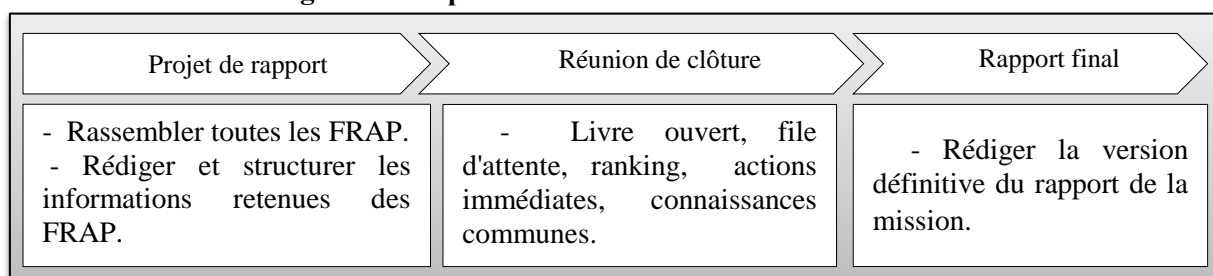 Projet de rapport
Réunion de clôture
Rapport final
- Rassembler toutes les FRAP.
- Rédiger et structurer les
informations retenues des
FRAP.
- Livre ouvert, file
d'attente, ranking, actions
immédiates, connaissances
communes.
- Rédiger la version
définitive du rapport de la
mission.